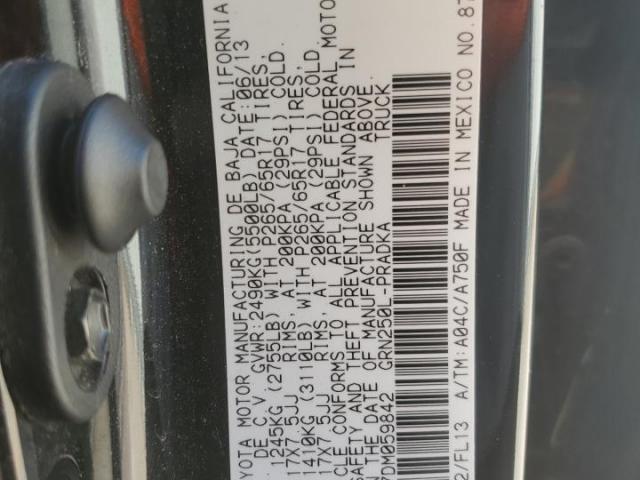 YOTA MOTOR MANUFACTURING DE BAJA CALIFORNIA
DE C.V. GVWR:2490KG(5500LB) DATE:06/13
1245KG (2755LB) WITH P265/65R17 TIRES,
17X7.5JJ RIMS, AT 200KPA (29PSI) COLD.
1410KG (3110LB) WITH P265/65R17 TIRES,
17X7.5JJ RIMS, AT 200KPA (29PSI) COLD.
CLE CONFORMS TO ALL APPLICABLE FEDERAL MOTO
SAFETY AND THEFT PREVENTION STANDARDS IN
N THE DATE OF MANUFACTURE SHOWN ABOVE.
7DM059842 GRN250L-PRADKA TRUCK
2/FL13 A/TM:A04C/A750F MADE IN MEXICO NO.87